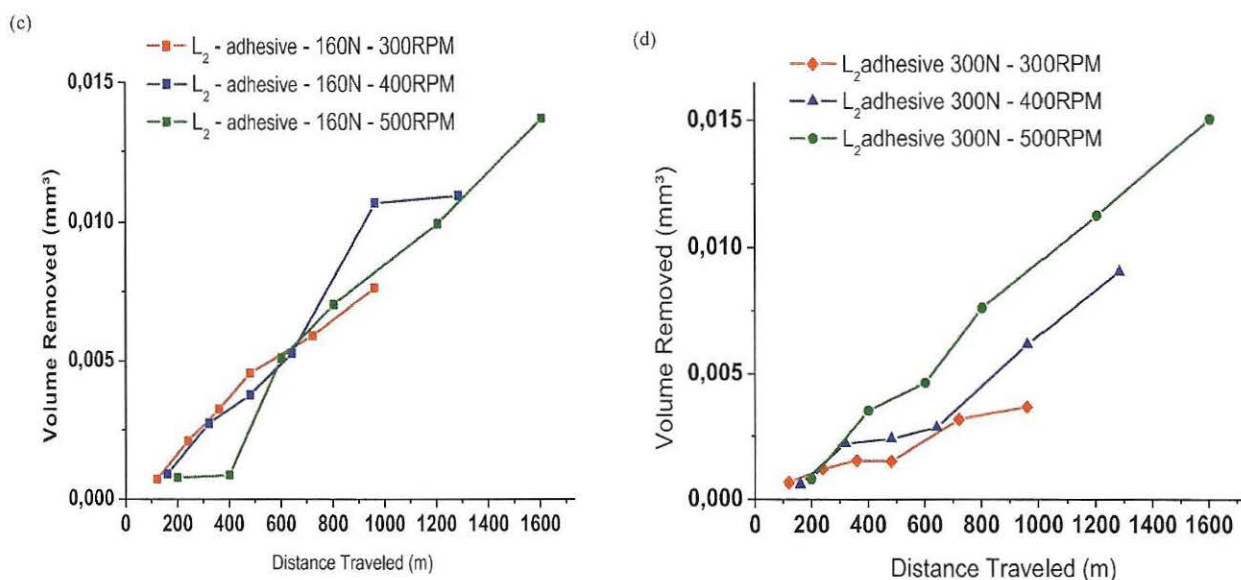 (c)
L₂ - adhesive - 160N - 300RPM
L₂ - adhesive - 160N - 400RPM
L₂ - adhesive - 160N - 500RPM
0,015
0,010
0,005
0,000
Volume Removed (mm³)
0 200 400 600 800 1000 1200 1400 1600
Distance Traveled (m)
(d)
L₂adhesive 300N - 300RPM
L₂adhesive 300N - 400RPM
L₂adhesive 300N - 500RPM
0,015
0,010
0,005
0,000
Volume Removed (mm³)
0 200 400 600 800 1000 1200 1400 1600
Distance Traveled (m)